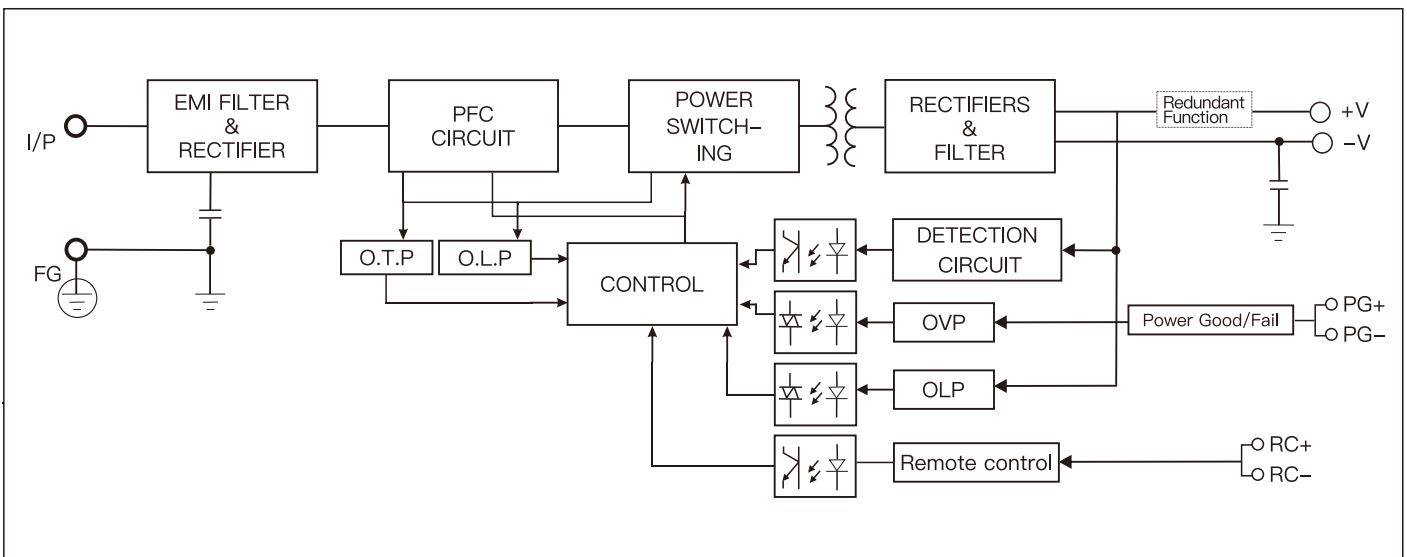 EMI FILTER
&
RECTIFIER
PFC
CIRCUIT
POWER
SWITCH-
ING
RECTIFIERS
&
FILTER
Redundant
Function
+V
-V
I/P
FG
O.T.P
O.L.P
CONTROL
DETECTION
CIRCUIT
OVP
Power Good/Fail
PG+
PG-
OLP
Remote control
RC+
RC-